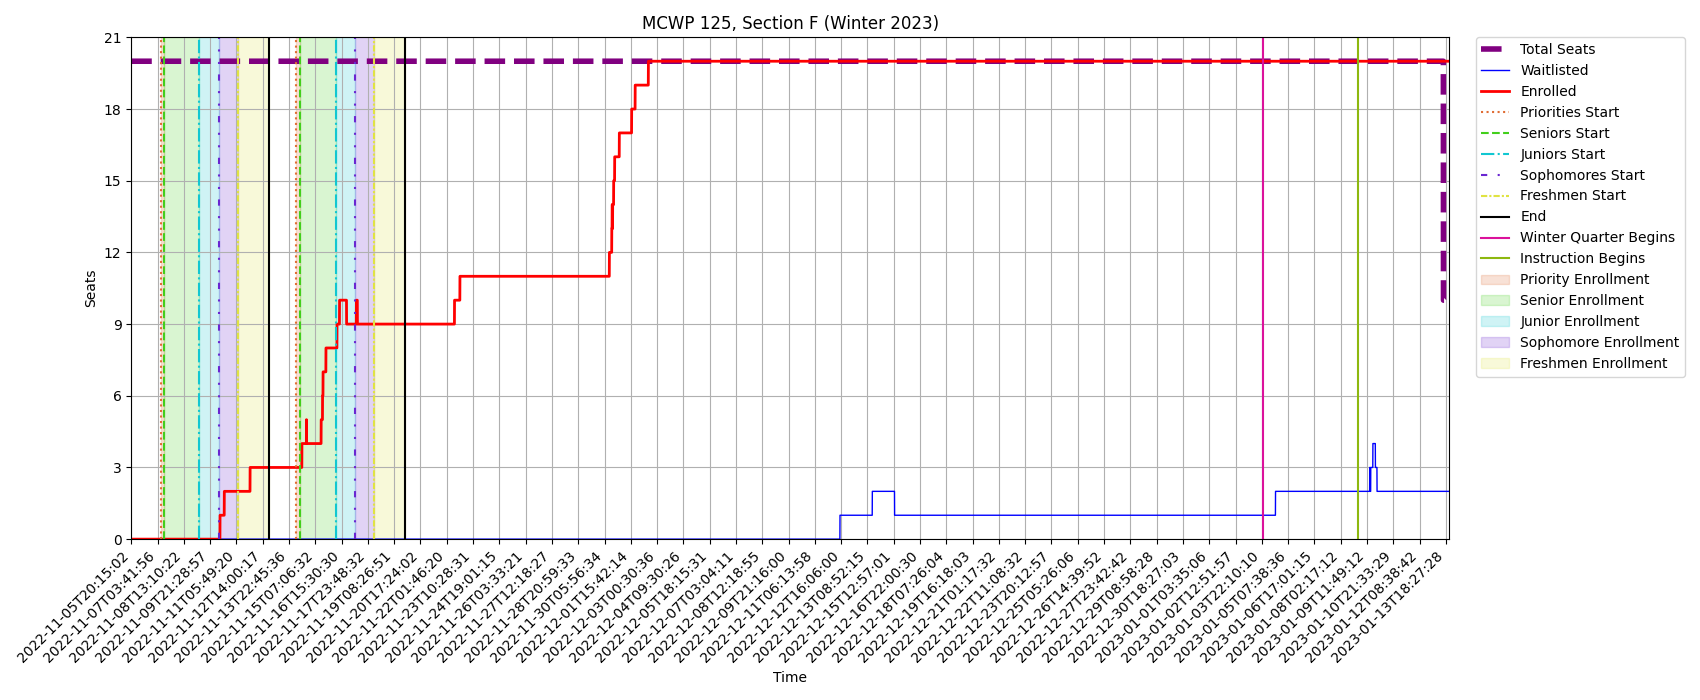 MCWP 125, Section F (Winter 2023)
21
18
15
12
9
6
3
0
Seats
2022-11-05T20:15:02
2022-11-07T03:41:56
2022-11-08T13:10:22
2022-11-09T21:28:57
2022-11-11T05:49:20
2022-11-12T14:00:17
2022-11-13T22:45:36
2022-11-15T07:06:32
2022-11-16T15:30:30
2022-11-17T23:48:32
2022-11-19T08:26:51
2022-11-20T17:24:02
2022-11-22T01:46:20
2022-11-23T10:28:31
2022-11-24T19:01:15
2022-11-26T03:33:21
2022-11-27T12:18:27
2022-11-28T20:59:33
2022-11-30T05:56:34
2022-12-01T15:42:14
2022-12-03T00:30:36
2022-12-04T09:30:26
2022-12-05T18:15:31
2022-12-07T03:04:11
2022-12-08T12:18:55
2022-12-09T21:16:00
2022-12-11T06:13:58
2022-12-12T16:06:00
2022-12-13T08:52:15
2022-12-15T12:57:01
2022-12-16T22:00:30
2022-12-18T07:26:04
2022-12-19T16:18:03
2022-12-21T01:17:32
2022-12-22T11:08:32
2022-12-23T20:12:57
2022-12-25T05:26:06
2022-12-26T14:39:52
2022-12-27T23:42:42
2022-12-29T08:58:28
2022-12-30T18:27:03
2023-01-01T03:35:06
2023-01-02T12:51:57
2023-01-03T22:10:10
2023-01-05T07:38:36
2023-01-06T17:01:15
2023-01-08T02:17:12
2023-01-09T11:49:12
2023-01-10T21:33:29
2023-01-12T08:38:42
2023-01-13T18:27:28
Time
Total Seats
Waitlisted
Enrolled
Priorities Start
Seniors Start
Juniors Start
Sophomores Start
Freshmen Start
End
Winter Quarter Begins
Instruction Begins
Priority Enrollment
Senior Enrollment
Junior Enrollment
Sophomore Enrollment
Freshmen Enrollment